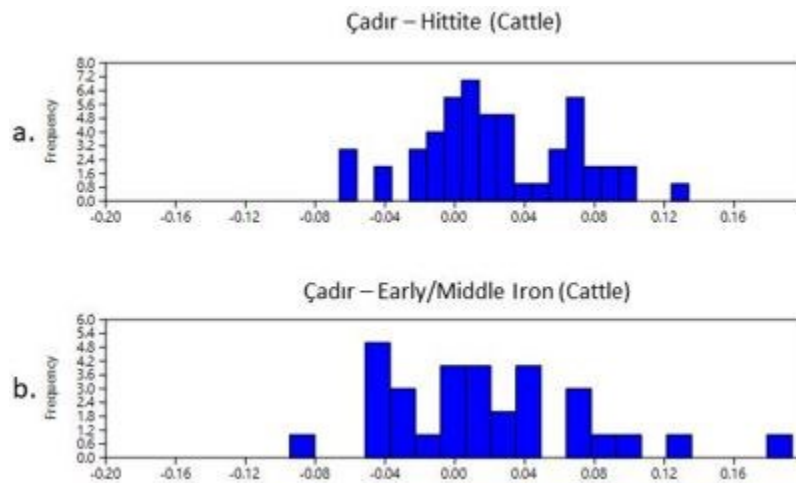 Çadır – Hittite (Cattle)
a.
Frequency
8.0
7.2
6.4
5.6
4.8
4.0
3.2
2.4
1.6
0.8
0.0
-0.20 -0.16 -0.12 -0.08 -0.04 0.00 0.04 0.08 0.12 0.16
Çadır – Early/Middle Iron (Cattle)
b.
Frequency
6.0
5.4
4.8
4.2
3.6
3.0
2.4
1.8
1.2
0.6
0.0
-0.20 -0.16 -0.12 -0.08 -0.04 0.00 0.04 0.08 0.12 0.16